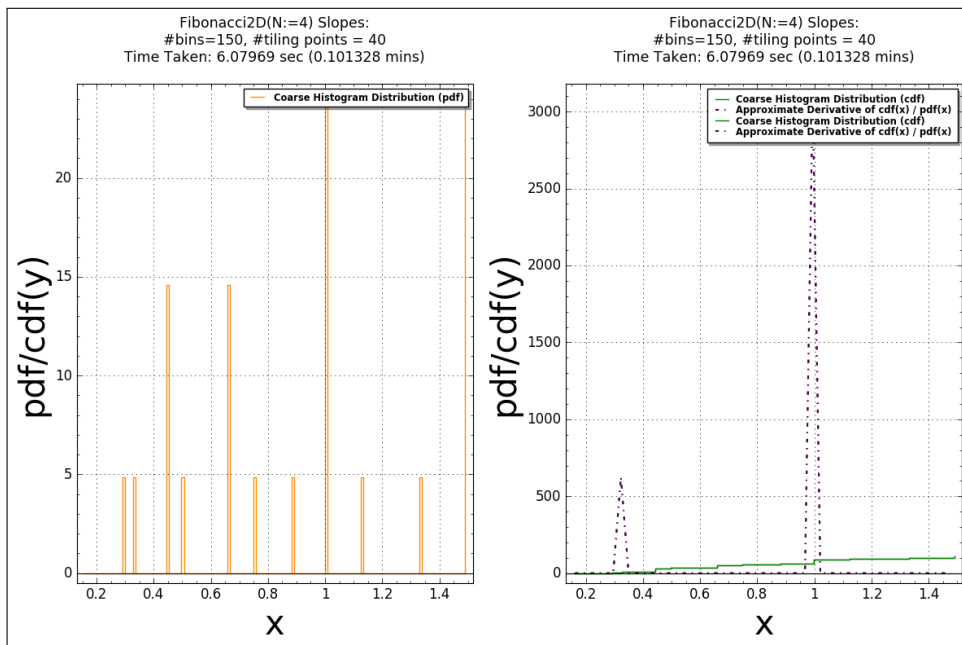 Fibonacci2D(N:=4) Slopes:
#bins=150, #tiling points = 40
Time Taken: 6.07969 sec (0.101328 mins)
Coarse Histogram Distribution (pdf)
20
15
10
5
0
0.2 0.4 0.6 0.8 1 1.2 1.4
x
pdf/cdf(y)
Fibonacci2D(N:=4) Slopes:
#bins=150, #tiling points = 40
Time Taken: 6.07969 sec (0.101328 mins)
Coarse Histogram Distribution (cdf)
Approximate Derivative of cdf(x) / pdf(x)
Coarse Histogram Distribution (cdf)
Approximate Derivative of cdf(x) / pdf(x)
3000
2500
2000
1500
1000
500
0
0.2 0.4 0.6 0.8 1 1.2 1.4
x
pdf/cdf(y)